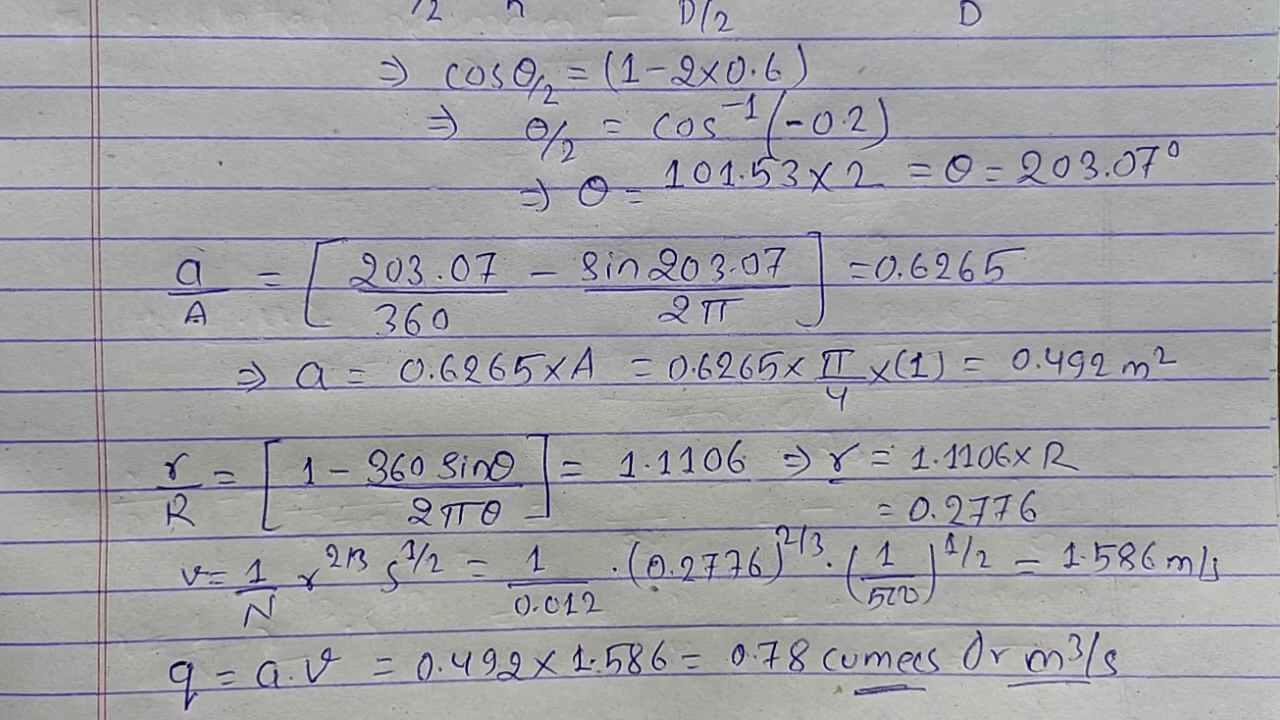 D/2 D
⇒ cosθ/2 = (1-2×0.6)
⇒ θ/2 = cos⁻¹(-0.2)
⇒ θ = 101.53×2 = θ = 203.07°
a/A = [203.07/360 - sin203.07/2π] = 0.6265
⇒ a = 0.6265×A = 0.6265×π/4×(1) = 0.492 m²
r/R = [1 - 360 sinθ/2πθ] = 1.1106 ⇒ r = 1.1106×R
= 0.2776
v = 1/N r^2/3 s^1/2 = 1/0.012 ·(0.2776)^2/3·(1/500)^1/2 = 1.586 m/s
q = a.v = 0.492×1.586 = 0.78 cumecs Or m³/s